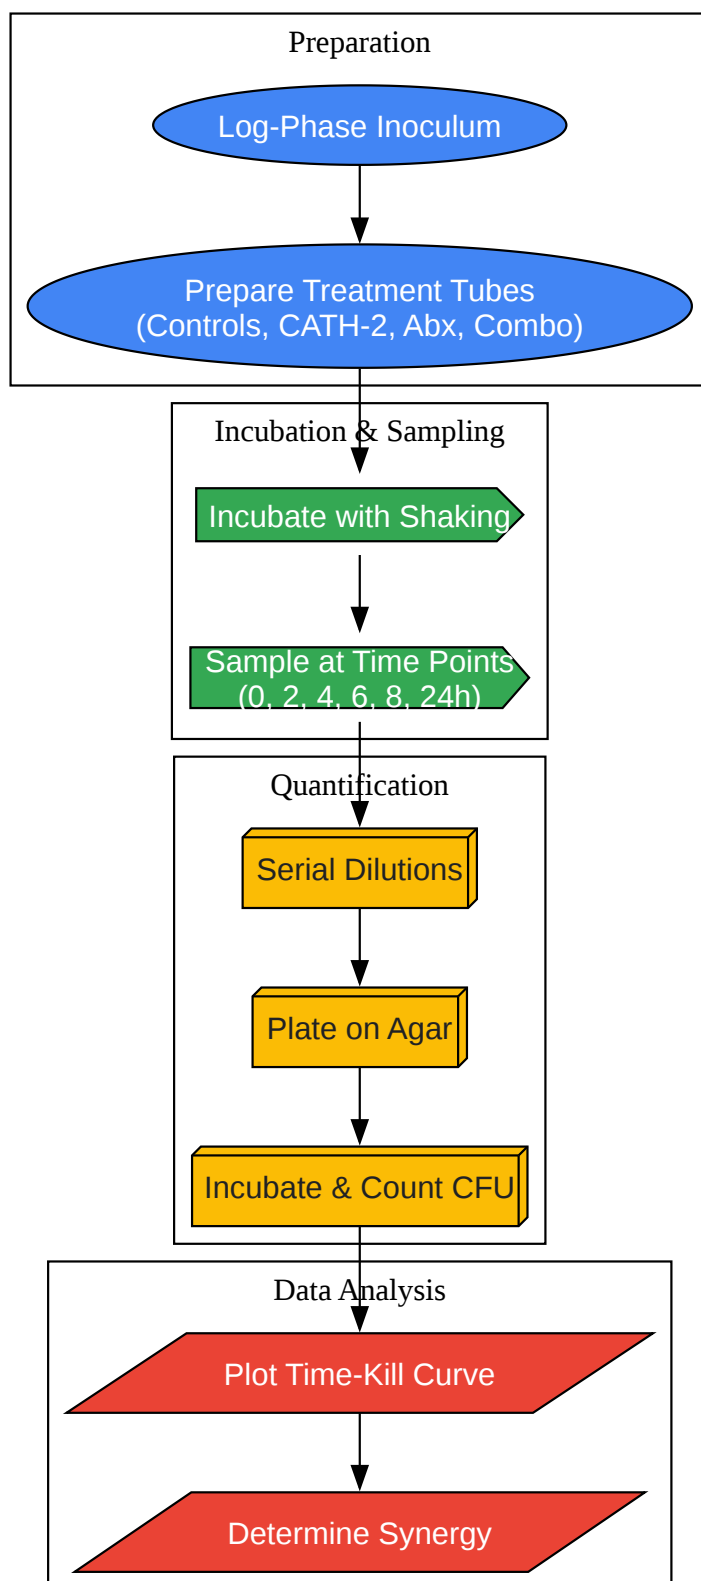 Preparation
Log-Phase Inoculum
Prepare Treatment Tubes
(Controls, CATH-2, Abx, Combo)
Incubation & Sampling
Incubate with Shaking
Sample at Time Points
(0, 2, 4, 6, 8, 24h)
Quantification
Serial Dilutions
Plate on Agar
Incubate & Count CFU
Data Analysis
Plot Time-Kill Curve
Determine Synergy